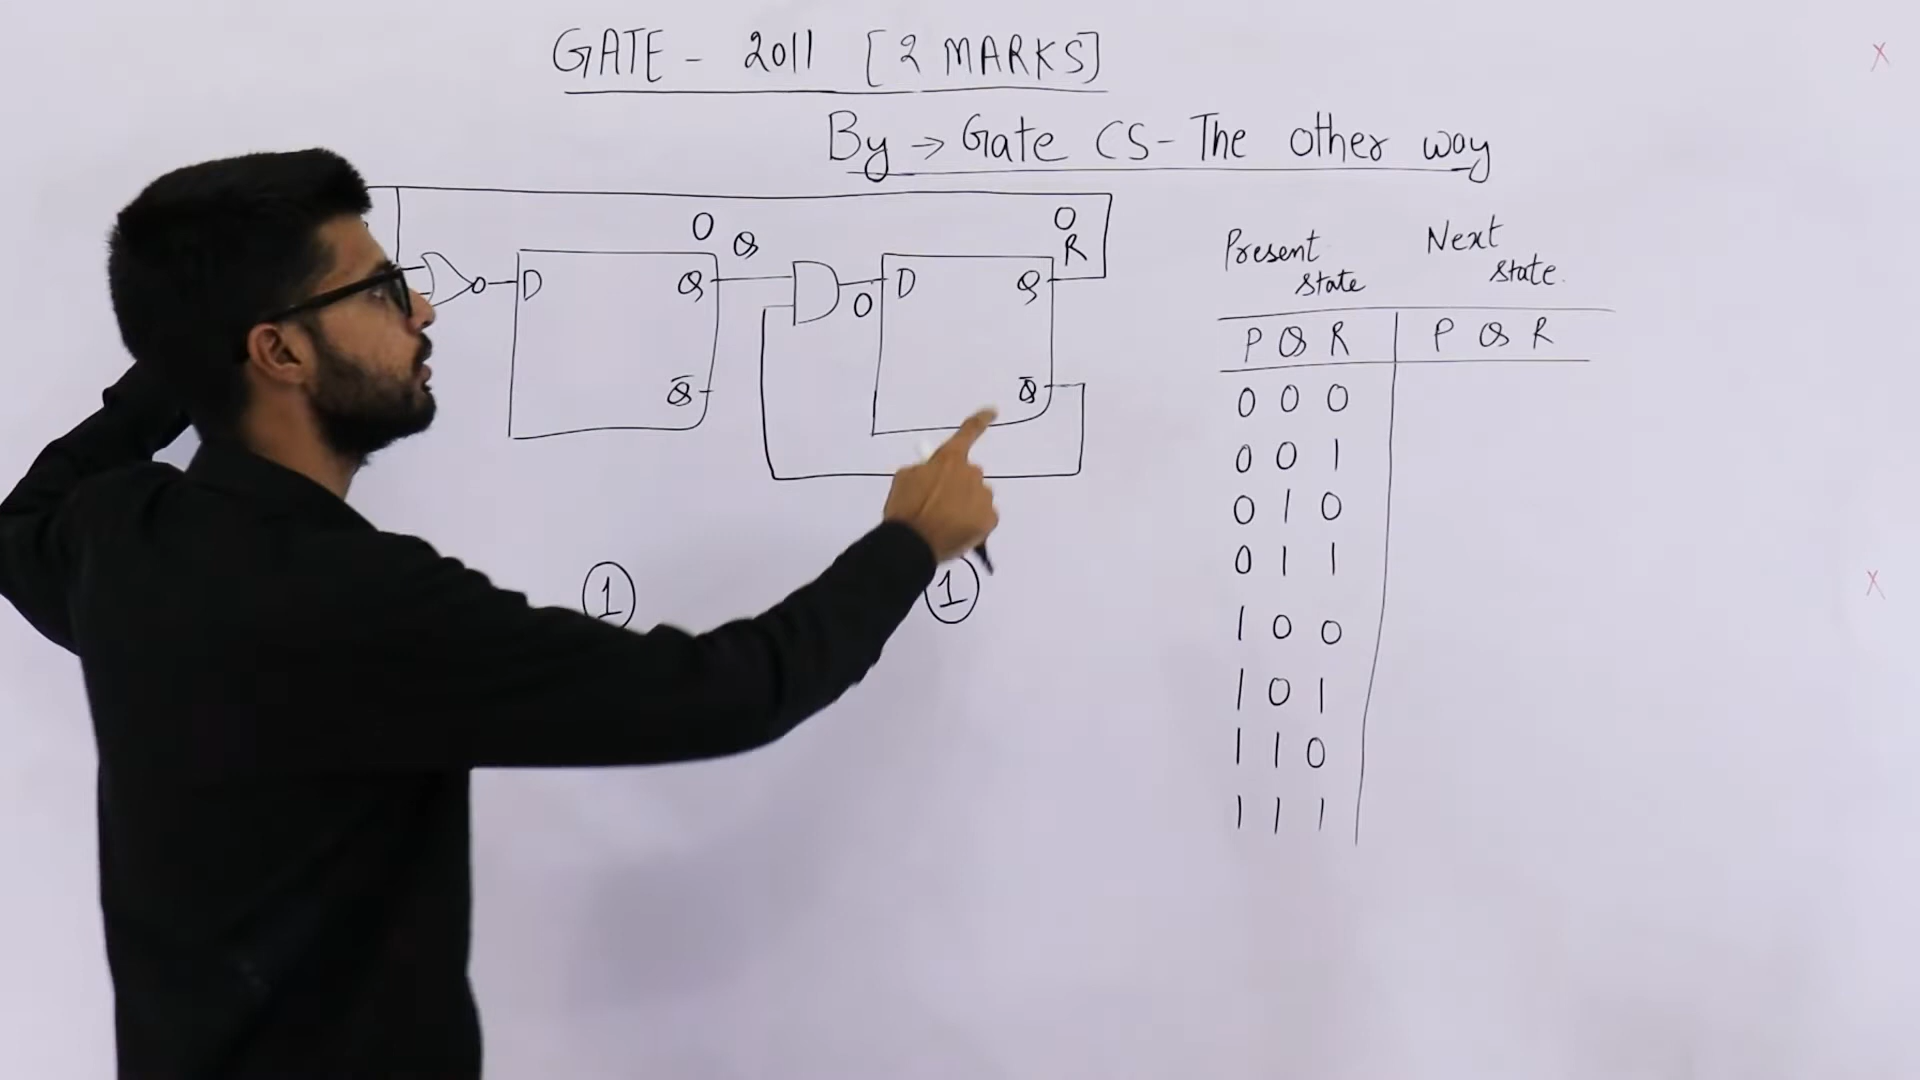 GATE - 2011 [2 MARKS]
By → Gate CS - The other way
0 Q
0
R
D Q
0 D Q
Q̅
Q̅
1 1
Present state
Next state.
P Q R P Q R
0 0 0
0 0 1
0 1 0
0 1 1
1 0 0
1 0 1
1 1 0
1 1 1
X
X